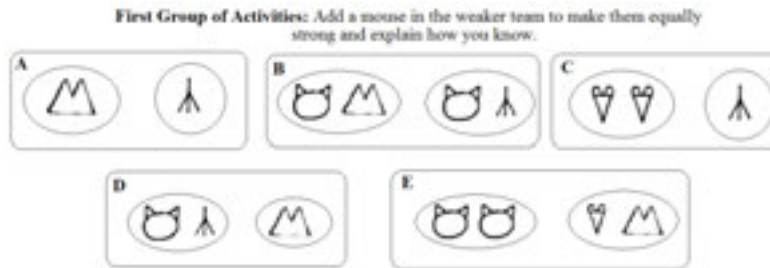 First Group of Activities: Add a mouse in the weaker team to make them equally
strong and explain how you know.
A
B
C
D
E